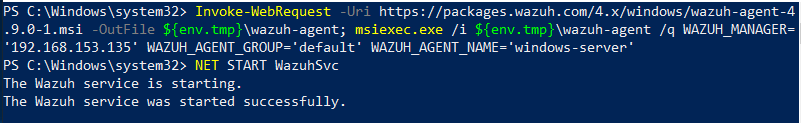 PS C:\Windows\system32> Invoke-WebRequest -Uri https://packages.wazuh.com/4.x/windows/wazuh-agent-4
.9.0-1.msi -OutFile ${env.tmp}\wazuh-agent; msiexec.exe /i ${env.tmp}\wazuh-agent /q WAZUH_MANAGER=
'192.168.153.135' WAZUH_AGENT_GROUP='default' WAZUH_AGENT_NAME='windows-server'
PS C:\Windows\system32> NET START WazuhSvc
The Wazuh service is starting.
The Wazuh service was started successfully.